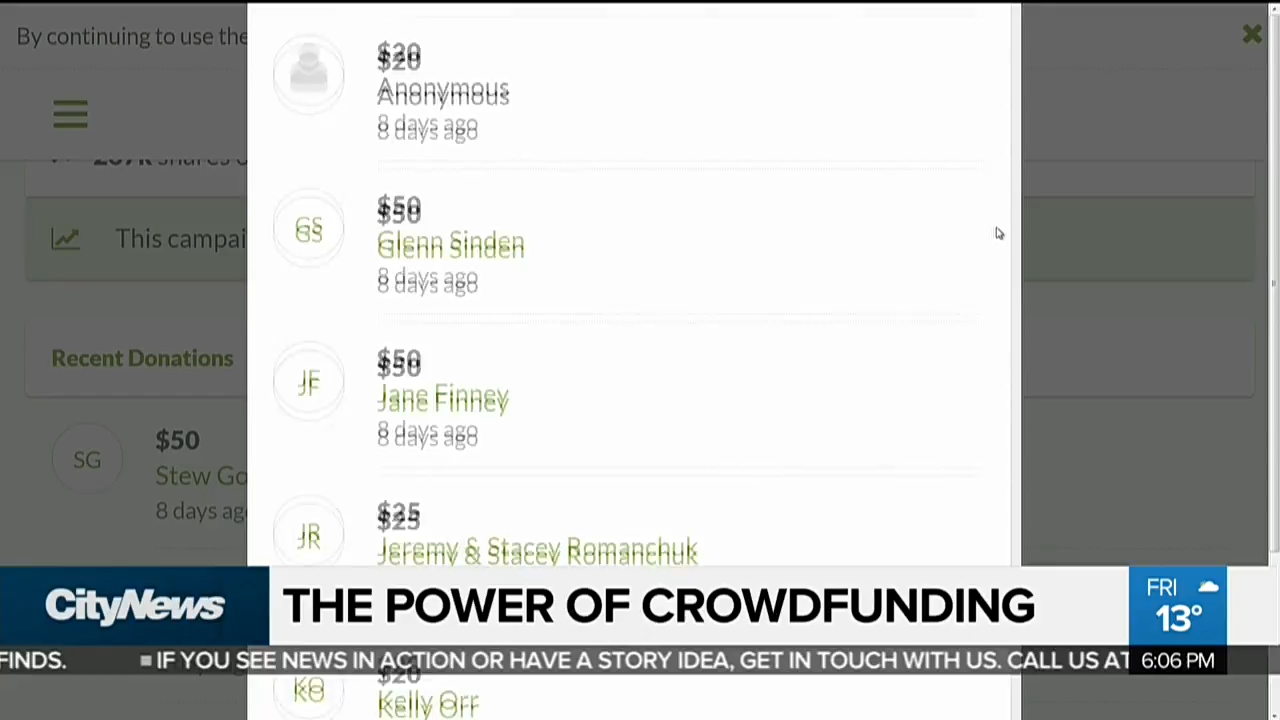 By continuing to use the
$20
Anonymous
8 days ago
207k shares
$50
GS
Glenn Sinden
8 days ago
This campai
$50
JF
Jane Finney
8 days ago
Recent Donations
$50
SG
Stew Go
8 days ag
$25
JR
Jeremy & Stacey Romanchuk
CityNews
THE POWER OF CROWDFUNDING
FRI
13°
FINDS. ■ IF YOU SEE NEWS IN ACTION OR HAVE A STORY IDEA, GET IN TOUCH WITH US. CALL US AT
6:06 PM
$20
KO
Kelly Orr